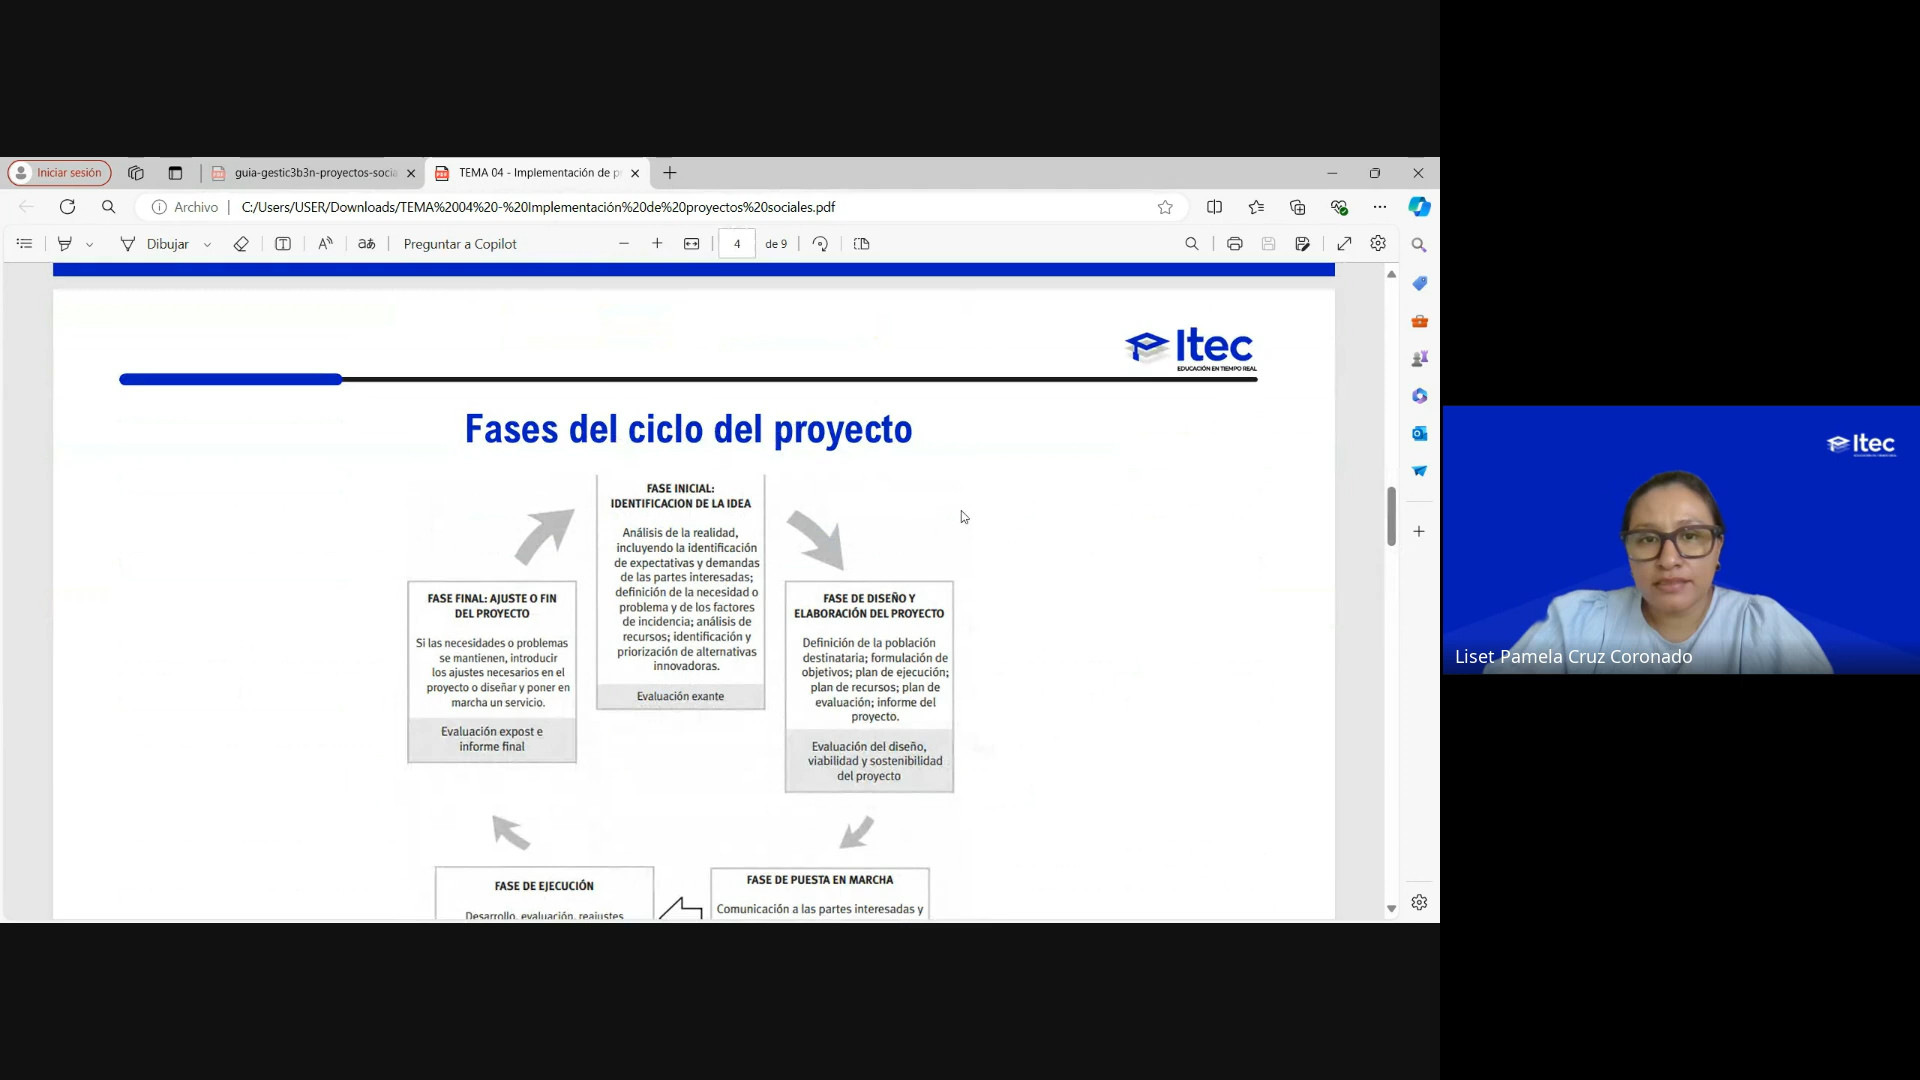 Iniciar sesión
guia-gestic3b3n-proyectos-socia
TEMA 04 - Implementación de p
Archivo
C:/Users/USER/Downloads/TEMA%2004%20-%20Implementación%20de%20proyectos%20sociales.pdf
Dibujar
Preguntar a Copilot
4
de 9
Itec
EDUCACIÓN EN TIEMPO REAL
Fases del ciclo del proyecto
FASE INICIAL:
IDENTIFICACION DE LA IDEA
Análisis de la realidad,
incluyendo la identificación
de expectativas y demandas
de las partes interesadas;
definición de la necesidad o
problema y de los factores
de incidencia; análisis de
recursos; identificación y
priorización de alternativas
innovadoras.
Evaluación exante
FASE FINAL: AJUSTE O FIN
DEL PROYECTO
Si las necesidades o problemas
se mantienen, introducir
los ajustes necesarios en el
proyecto o diseñar y poner en
marcha un servicio.
Evaluación expost e
informe final
FASE DE DISEÑO Y
ELABORACIÓN DEL PROYECTO
Definición de la población
destinataria; formulación de
objetivos; plan de ejecución;
plan de recursos; plan de
evaluación; informe del
proyecto.
Evaluación del diseño,
viabilidad y sostenibilidad
del proyecto
FASE DE EJECUCIÓN
Desarrollo, evaluación, reajustes
FASE DE PUESTA EN MARCHA
Comunicación a las partes interesadas y
Itec
Liset Pamela Cruz Coronado